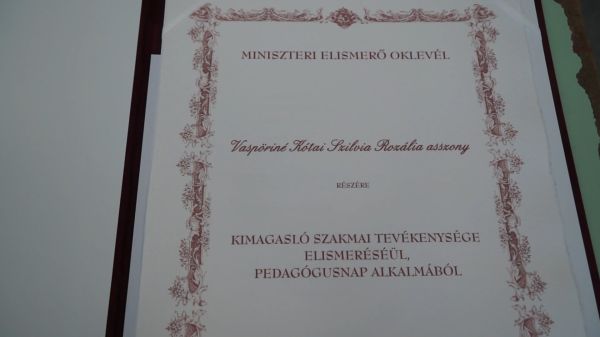 MINISZTERI ELISMERŐ OKLEVÉL
Vaspöriné Kótai Szilvia Rozália asszony
RÉSZÉRE
KIMAGASLÓ SZAKMAI TEVÉKENYSÉGE
ELISMERÉSÉÜL,
PEDAGÓGUSNAP ALKALMÁBÓL